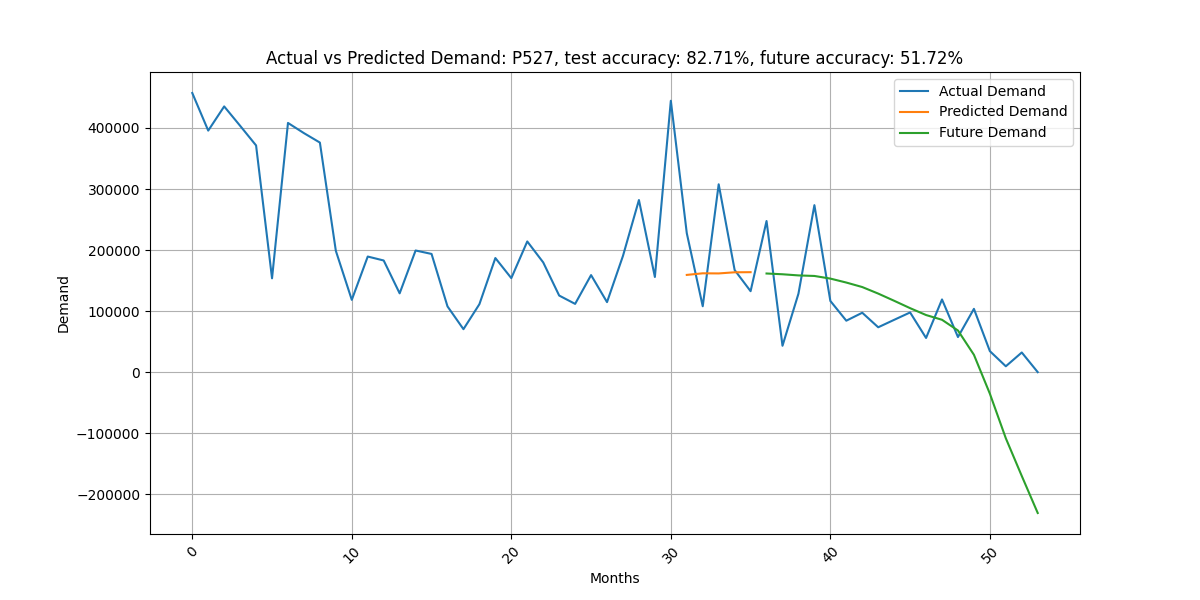 Actual vs Predicted Demand: P527, test accuracy: 82.71%, future accuracy: 51.72%
Actual Demand
Predicted Demand
Future Demand
Demand
400000
300000
200000
100000
0
−100000
−200000
0
10
20
30
40
50
Months